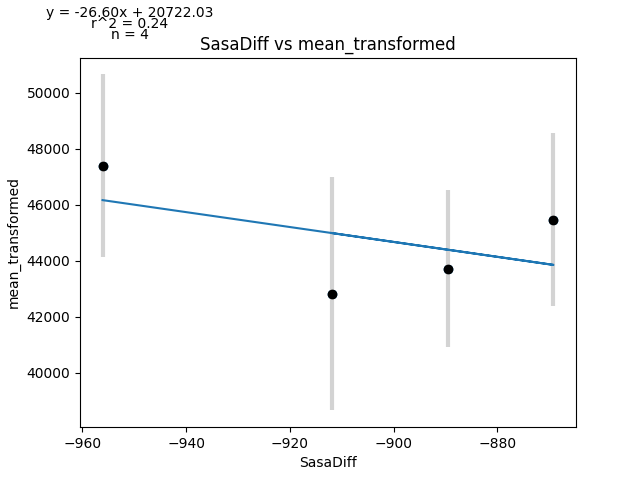 y = -26.60x + 20722.03
r^2 = 0.24
n = 4
SasaDiff vs mean_transformed
50000
48000
46000
44000
42000
40000
mean_transformed
−960
−940
−920
−900
−880
SasaDiff